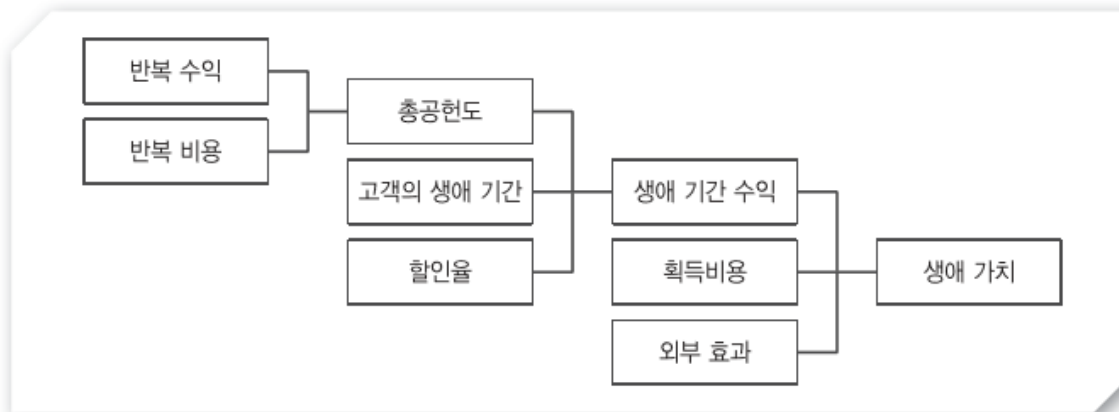 반복 수익
반복 비용
총공헌도
고객의 생애 기간
할인율
생애 기간 수익
획득비용
외부 효과
생애 가치